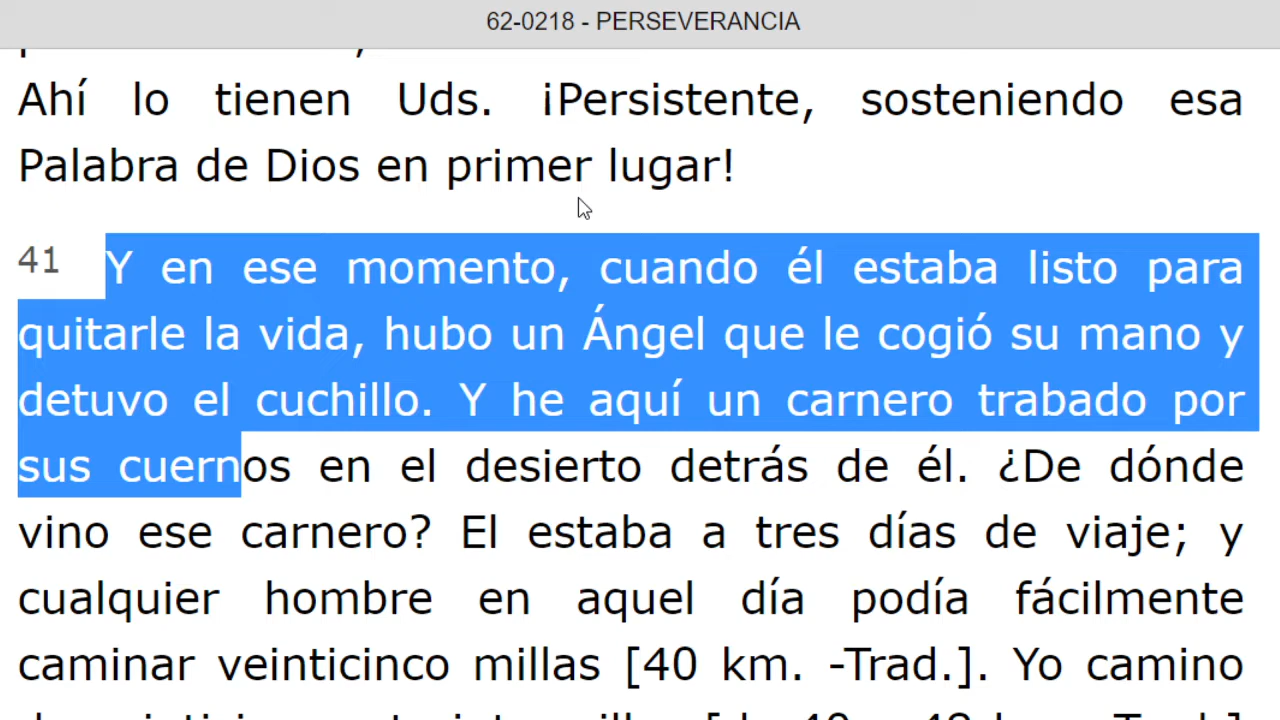 62-0218 - PERSEVERANCIA
Ahí lo tienen Uds. ¡Persistente, sosteniendo esa
Palabra de Dios en primer lugar!
41 Y en ese momento, cuando él estaba listo para
quitarle la vida, hubo un Ángel que le cogió su mano y
detuvo el cuchillo. Y he aquí un carnero trabado por
sus cuernos en el desierto detrás de él. ¿De dónde
vino ese carnero? El estaba a tres días de viaje; y
cualquier hombre en aquel día podía fácilmente
caminar veinticinco millas [40 km. -Trad.]. Yo camino